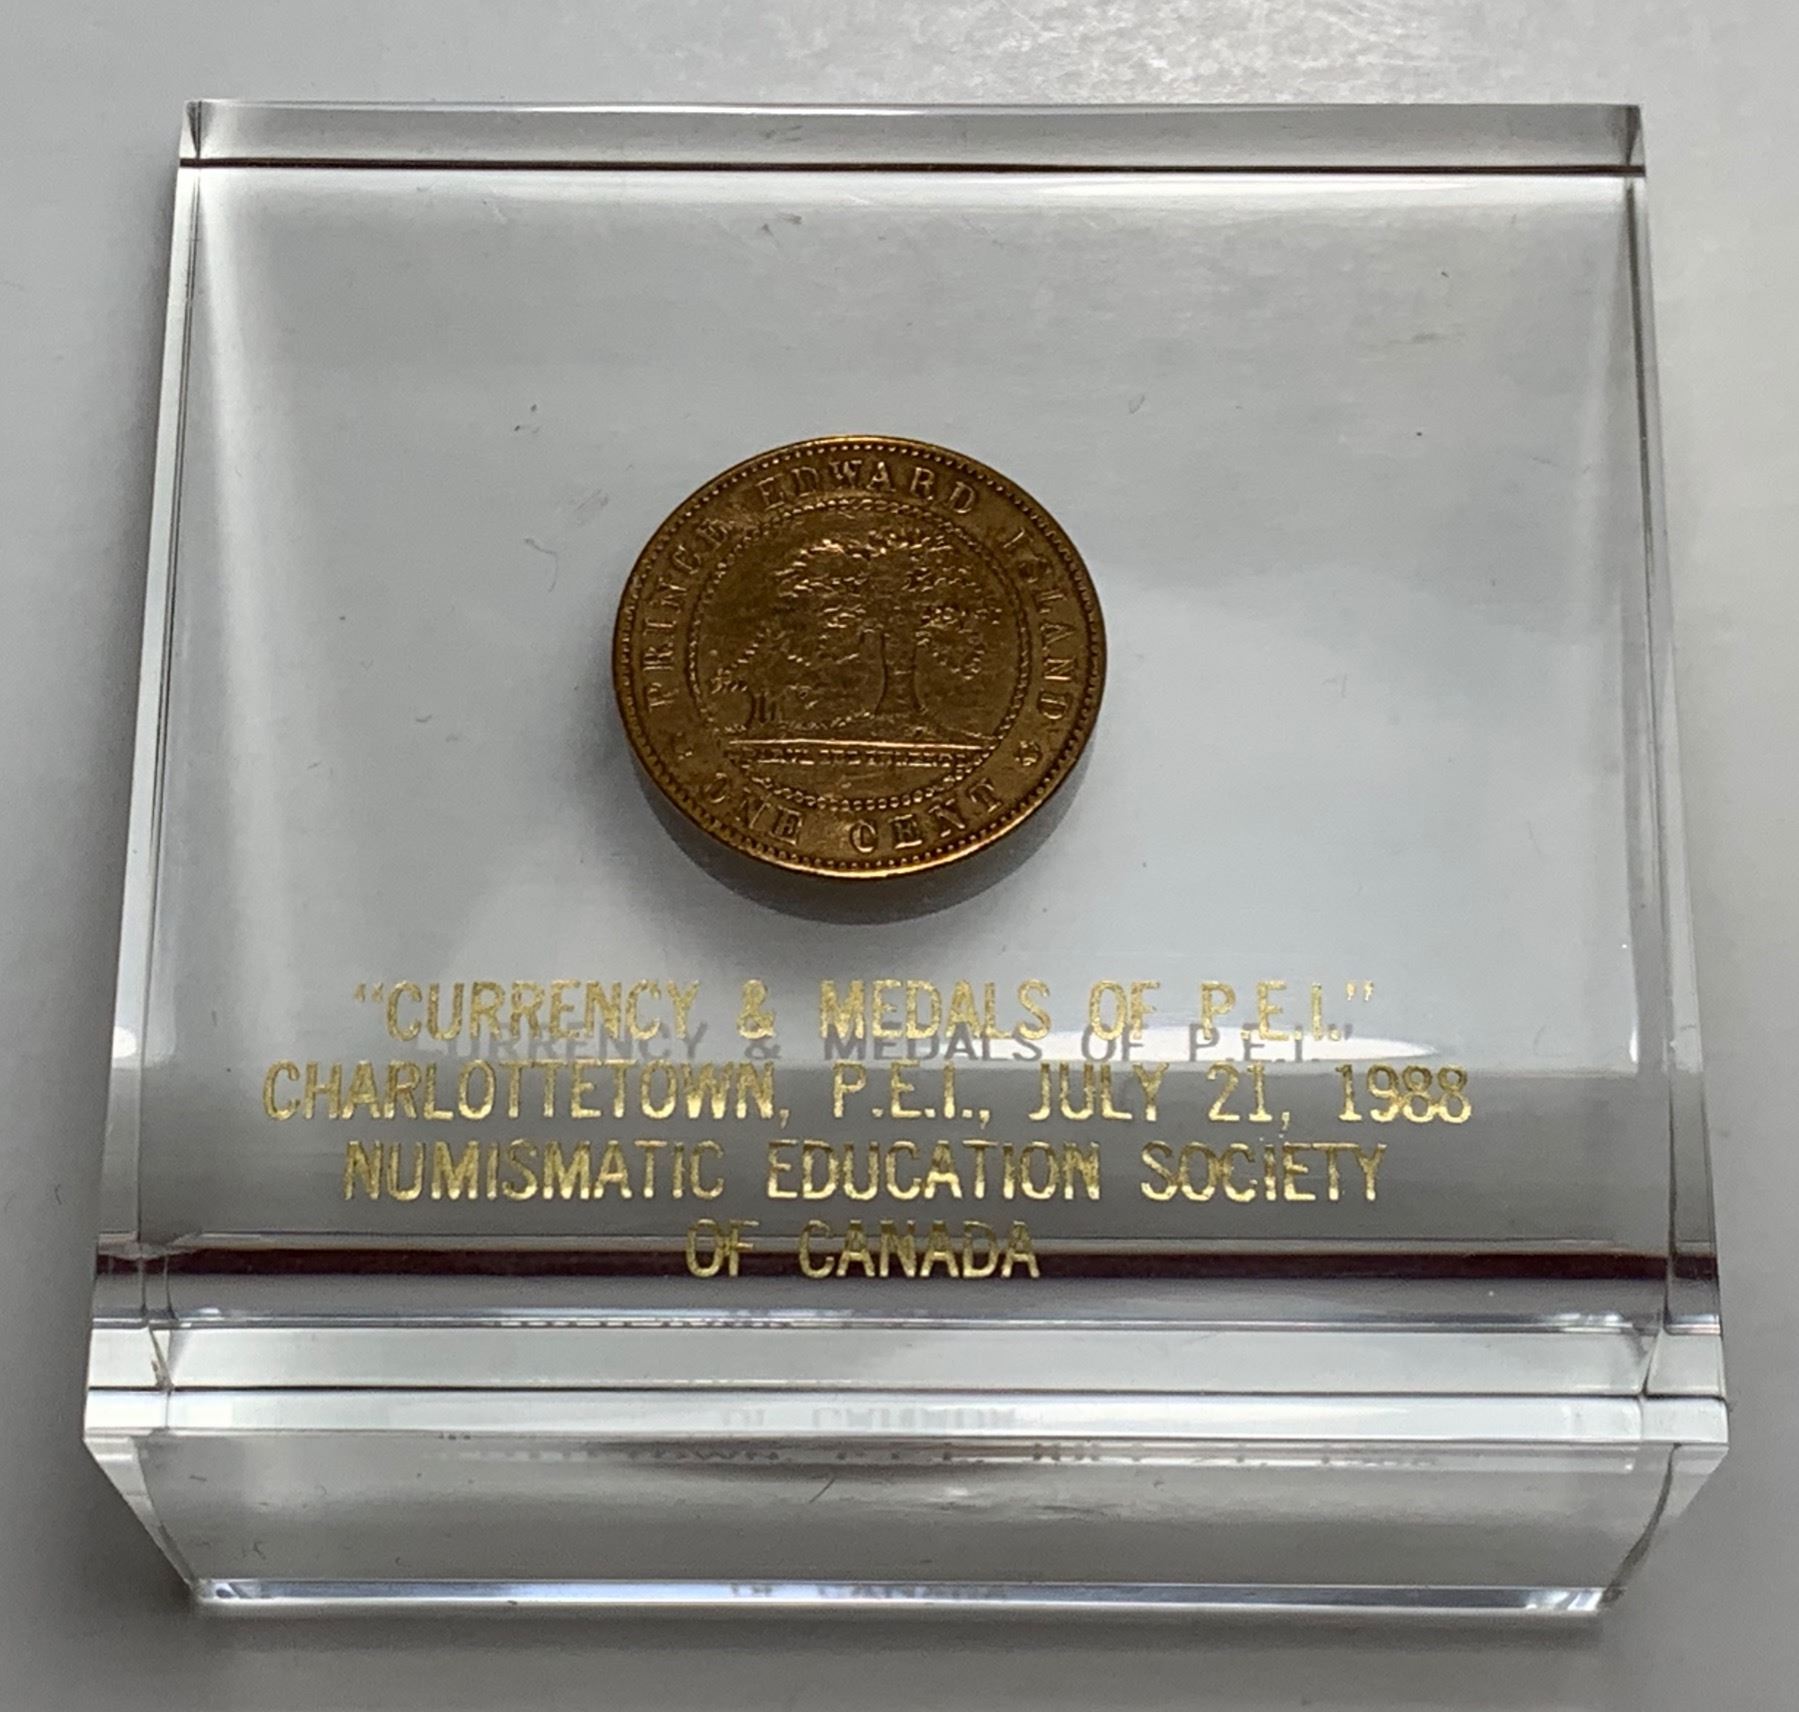 PRINCE EDWARD ISLAND
ONE CENT
"CURRENCY & MEDALS OF P.E.I."
CHARLOTTETOWN, P.E.I., JULY 21, 1988
NUMISMATIC EDUCATION SOCIETY
OF CANADA